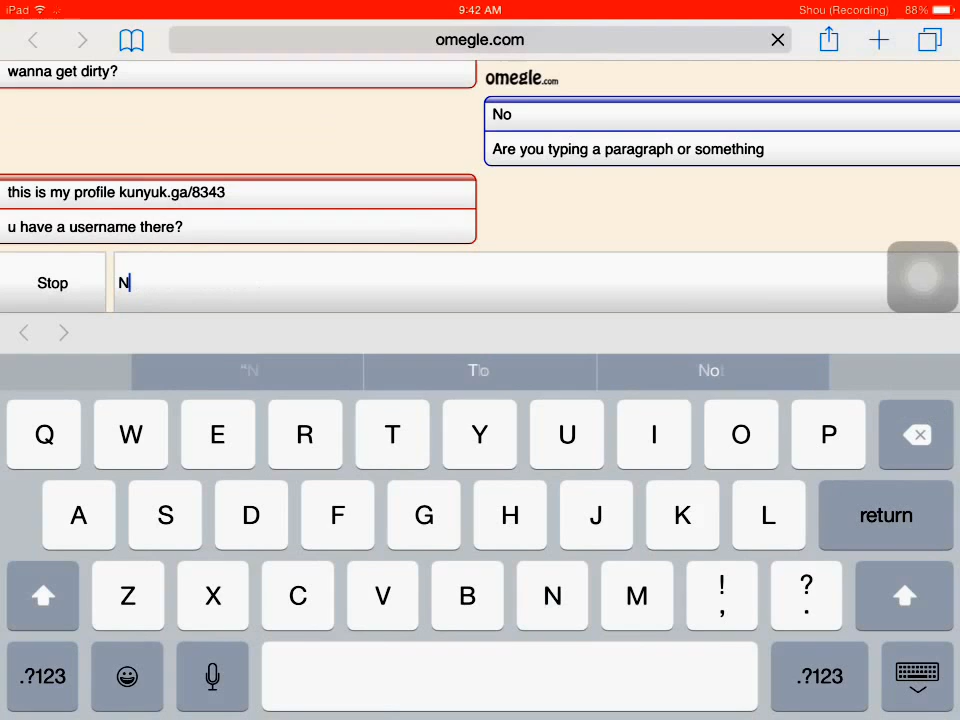 iPad 9:42 AM Shou (Recording) 88%
omegle.com
wanna get dirty?
omegle.com
No
Are you typing a paragraph or something
this is my profile kunyuk.ga/8343
u have a username there?
Stop N
"N No
Q W E R T Y U I O P
A S D F G H J K L return
Z X C V B N M ! , ? .
.?123 .?123